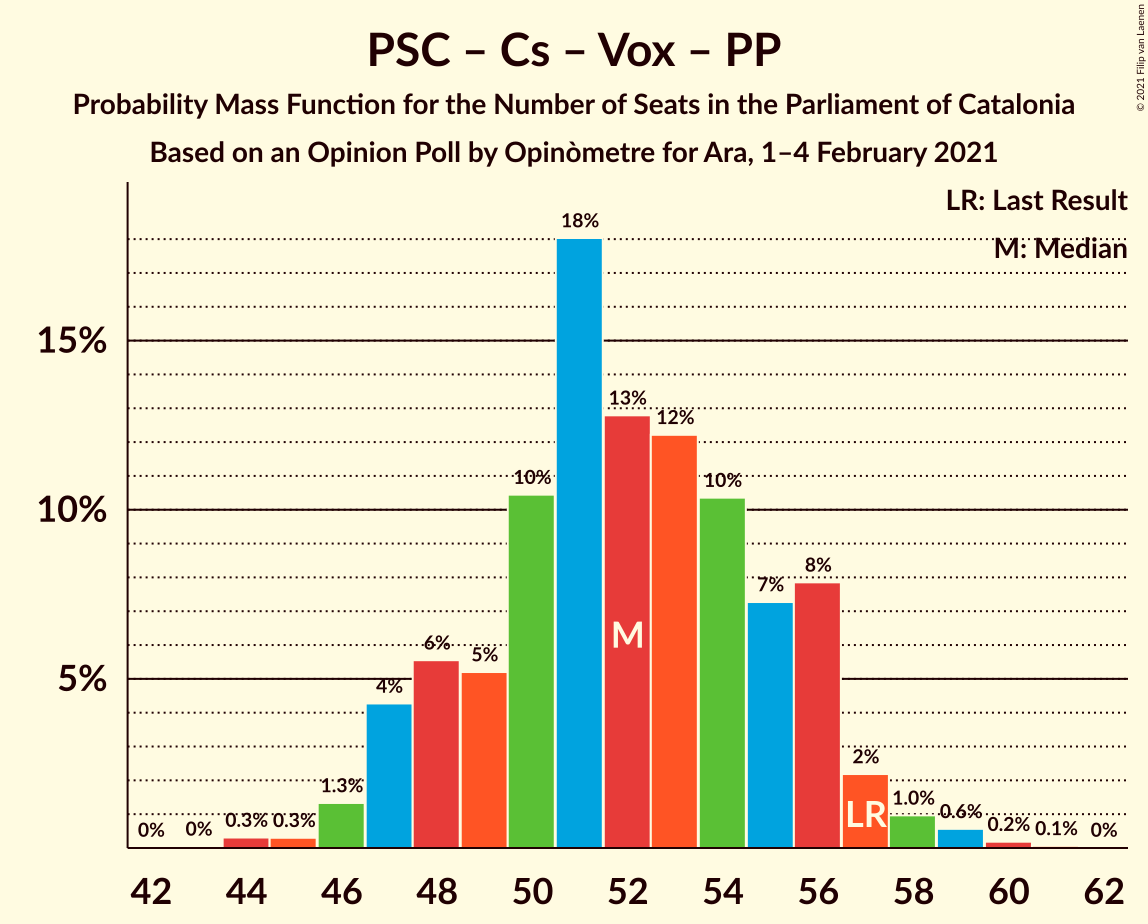 PSC – Cs – Vox – PP
Probability Mass Function for the Number of Seats in the Parliament of Catalonia
Based on an Opinion Poll by Opinòmetre for Ara, 1–4 February 2021
© 2021 Filip van Laenen
LR: Last Result
M: Median
15%
10%
5%
0%
0%
0.3%
0.3%
1.3%
4%
6%
5%
10%
18%
13%
12%
10%
7%
8%
2%
1.0%
0.6%
0.2%
0.1%
0%
M
LR
42 44 46 48 50 52 54 56 58 60 62